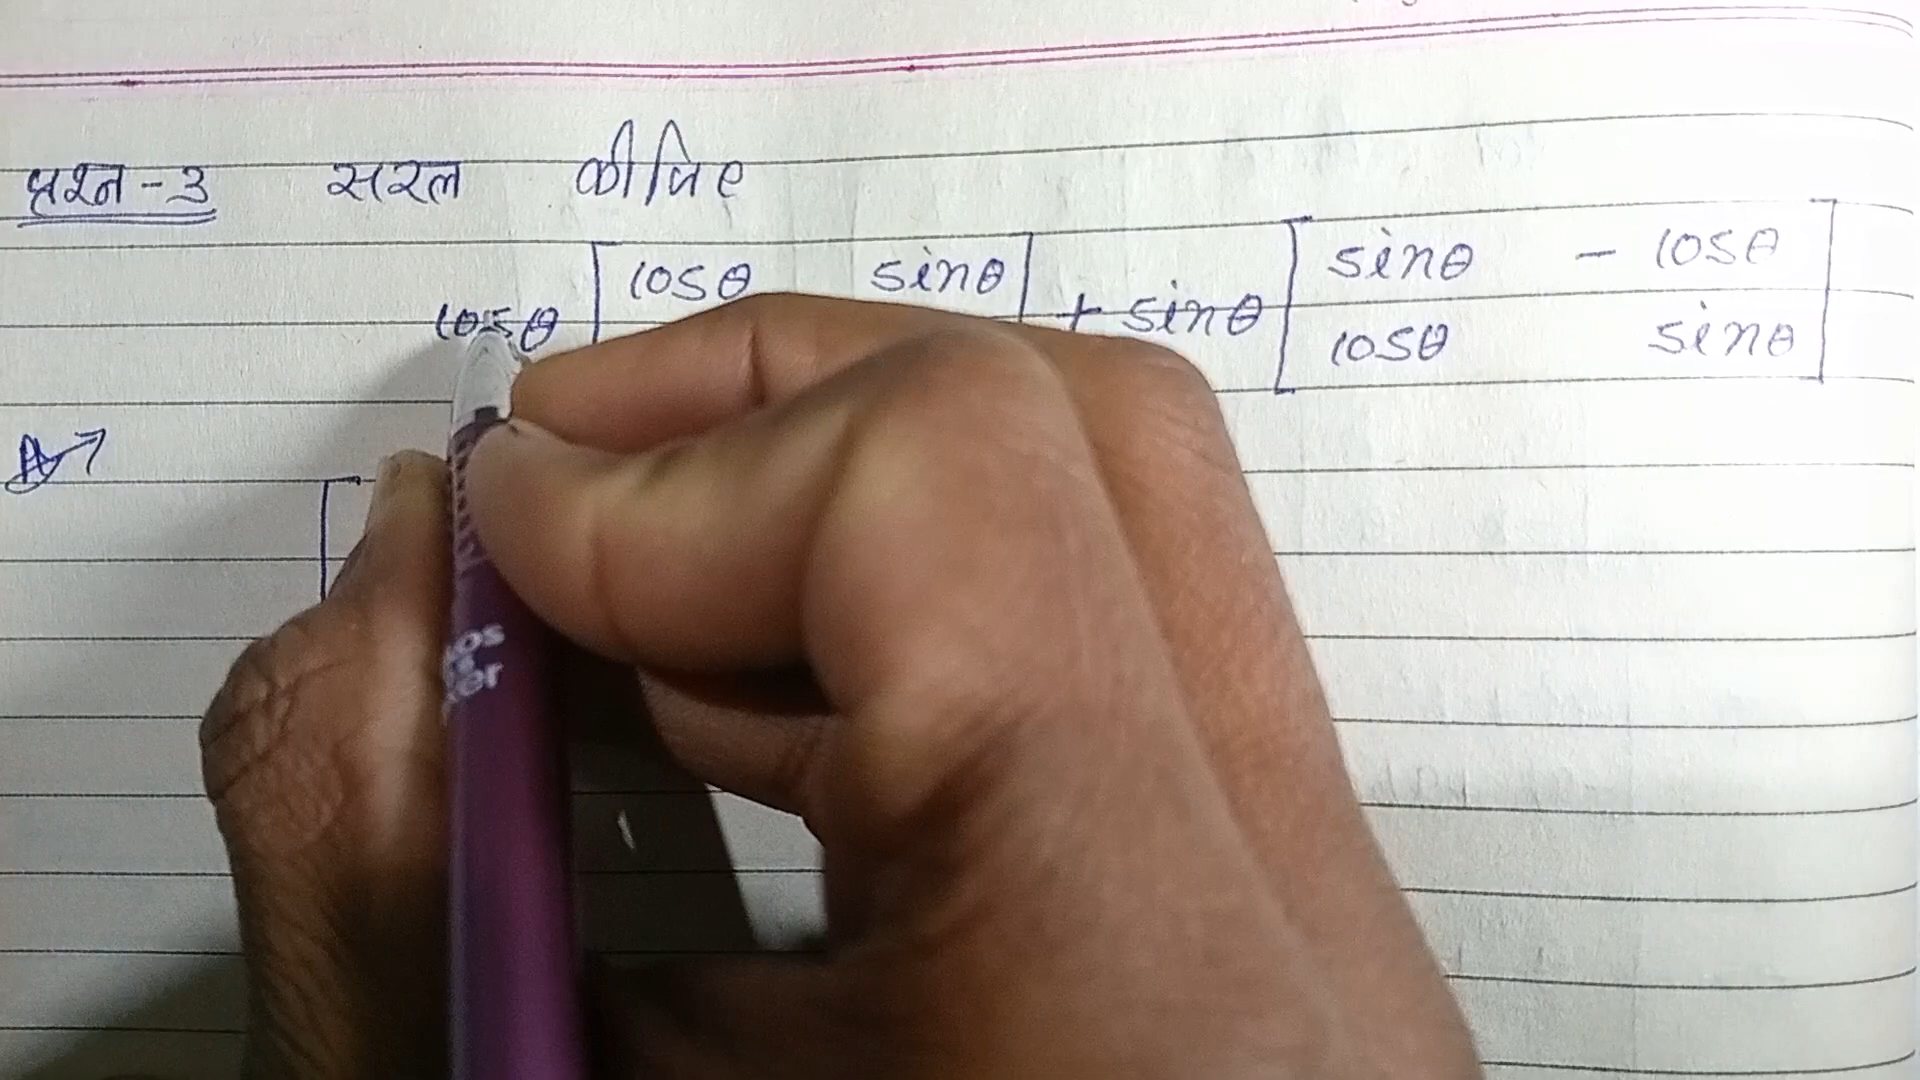 प्रश्न-3 सरल कीजिए
cosθ [ cosθ sinθ ] + sinθ [ sinθ - cosθ
cosθ sinθ ]